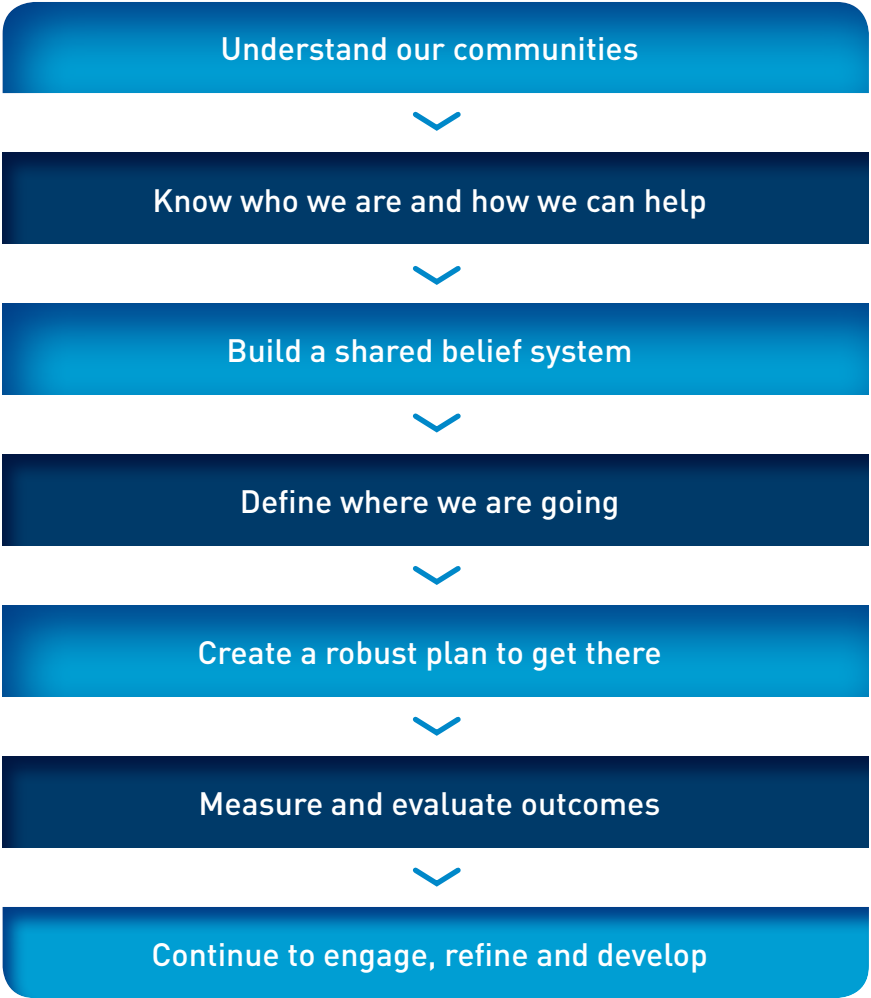 Understand our communities
Know who we are and how we can help
Build a shared belief system
Define where we are going
Create a robust plan to get there
Measure and evaluate outcomes
Continue to engage, refine and develop